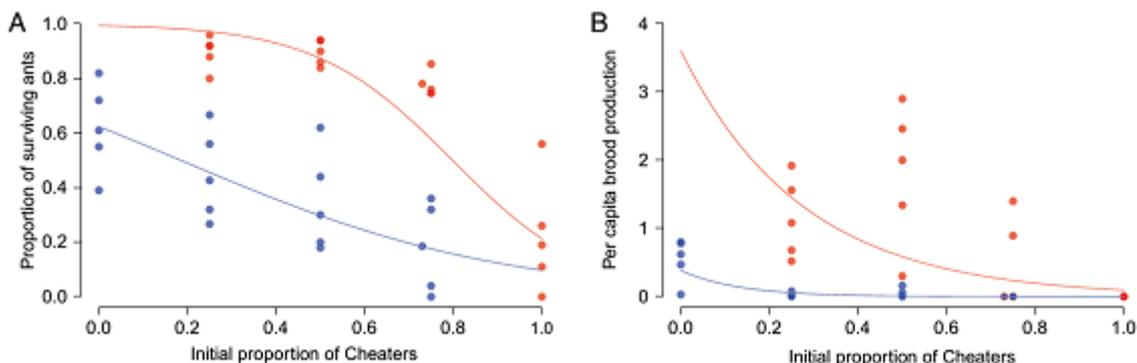 A
Proportion of surviving ants
1.0
0.8
0.6
0.4
0.2
0.0
0.0 0.2 0.4 0.6 0.8 1.0
Initial proportion of Cheaters
B
Per capita brood production
4
3
2
1
0
0.0 0.2 0.4 0.6 0.8 1.0
Initial proportion of Cheaters